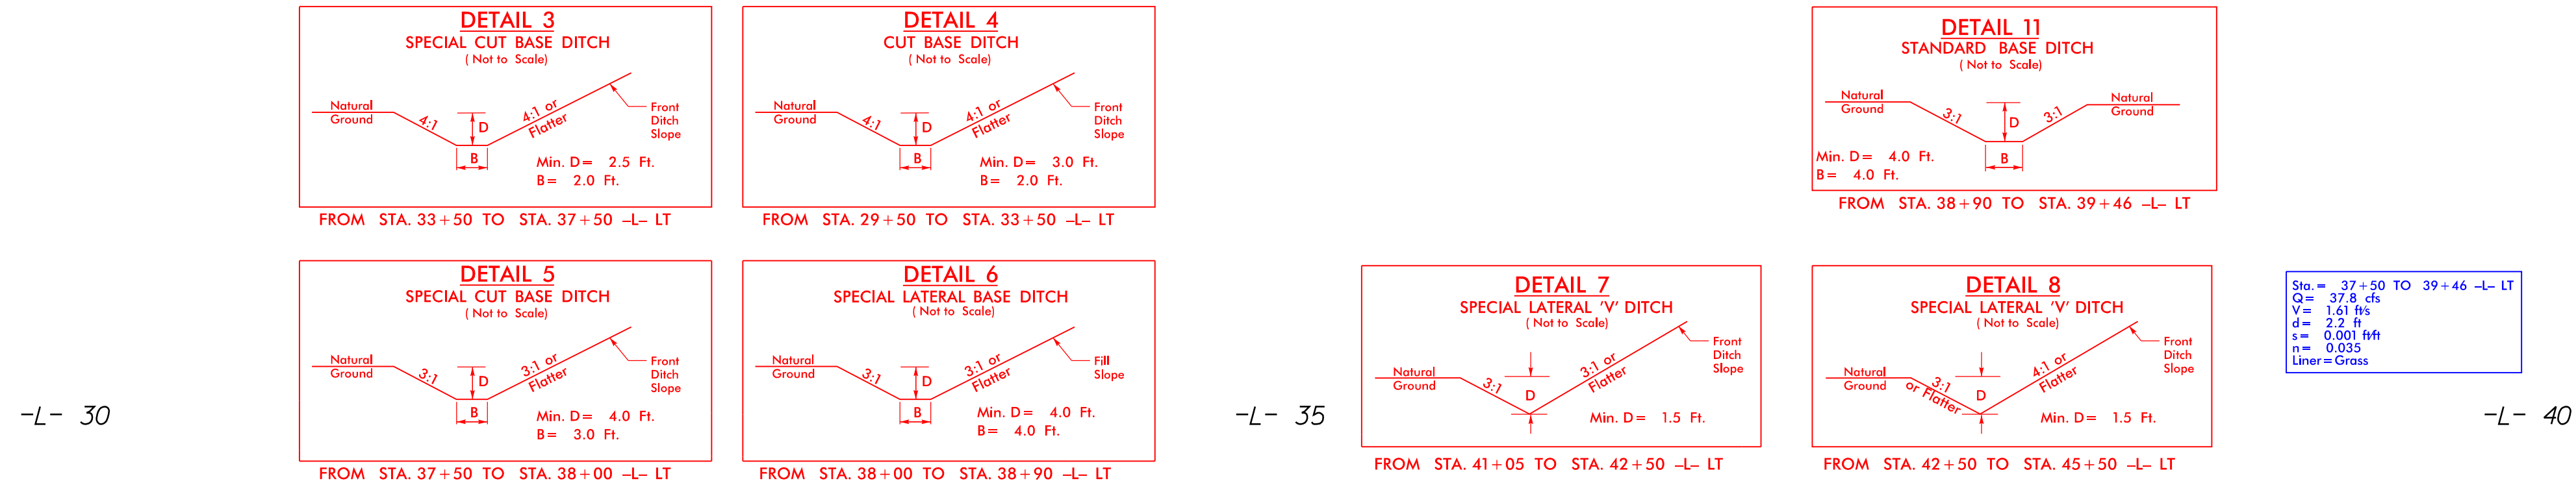 DETAIL 3
SPECIAL CUT BASE DITCH
( Not to Scale)
Natural
Ground
4:1
D
B
4:1 or
Flatter
Front
Ditch
Slope
Min. D = 2.5 Ft.
B = 2.0 Ft.
FROM STA. 33+50 TO STA. 37+50 -L- LT
DETAIL 4
CUT BASE DITCH
( Not to Scale)
Natural
Ground
4:1
D
B
4:1 or
Flatter
Front
Ditch
Slope
Min. D = 3.0 Ft.
B = 2.0 Ft.
FROM STA. 29+50 TO STA. 33+50 -L- LT
DETAIL 11
STANDARD BASE DITCH
( Not to Scale)
Natural
Ground
3:1
D
B
3:1
Natural
Ground
Min. D = 4.0 Ft.
B = 4.0 Ft.
FROM STA. 38+90 TO STA. 39+46 -L- LT
-L- 30
DETAIL 5
SPECIAL CUT BASE DITCH
( Not to Scale)
Natural
Ground
3:1
D
B
3:1 or
Flatter
Front
Ditch
Slope
Min. D = 4.0 Ft.
B = 3.0 Ft.
FROM STA. 37+50 TO STA. 38+00 -L- LT
DETAIL 6
SPECIAL LATERAL BASE DITCH
( Not to Scale)
Natural
Ground
3:1
D
B
3:1 or
Flatter
Fill
Slope
Min. D = 4.0 Ft.
B = 4.0 Ft.
FROM STA. 38+00 TO STA. 38+90 -L- LT
-L- 35
DETAIL 7
SPECIAL LATERAL 'V' DITCH
( Not to Scale)
Natural
Ground
3:1
D
3:1 or
Flatter
Front
Ditch
Slope
Min. D = 1.5 Ft.
FROM STA. 41+05 TO STA. 42+50 -L- LT
DETAIL 8
SPECIAL LATERAL 'V' DITCH
( Not to Scale)
Natural
Ground
3:1
or Flatter
D
4:1 or
Flatter
Front
Ditch
Slope
Min. D = 1.5 Ft.
FROM STA. 42+50 TO STA. 45+50 -L- LT
Sta. = 37+50 TO 39+46 -L- LT
Q = 37.8 cfs
V = 1.61 ft/s
d = 2.2 ft
s = 0.001 ft/ft
n = 0.035
Liner = Grass
-L- 40